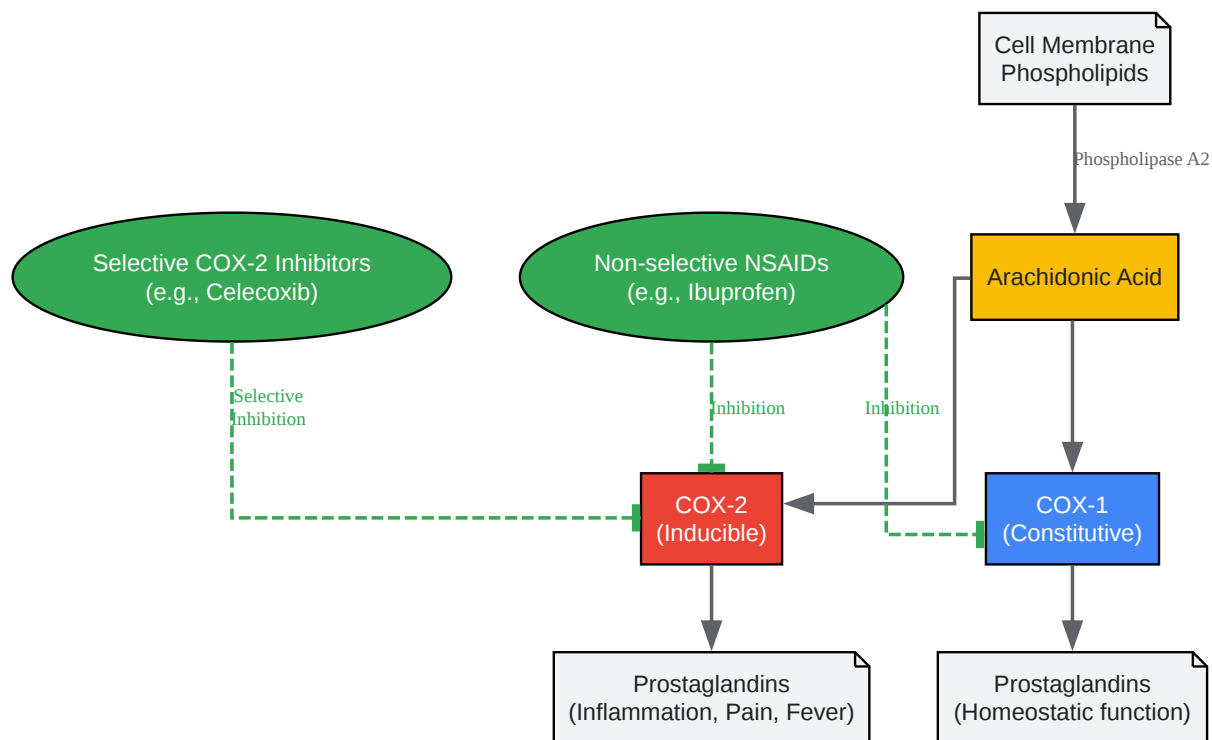 Cell Membrane
Phospholipids
Phospholipase A2
Selective COX-2 Inhibitors
(e.g., Celecoxib)
Non-selective NSAIDs
(e.g., Ibuprofen)
Arachidonic Acid
Selective
Inhibition
Inhibition
Inhibition
COX-2
(Inducible)
COX-1
(Constitutive)
Prostaglandins
(Inflammation, Pain, Fever)
Prostaglandins
(Homeostatic function)